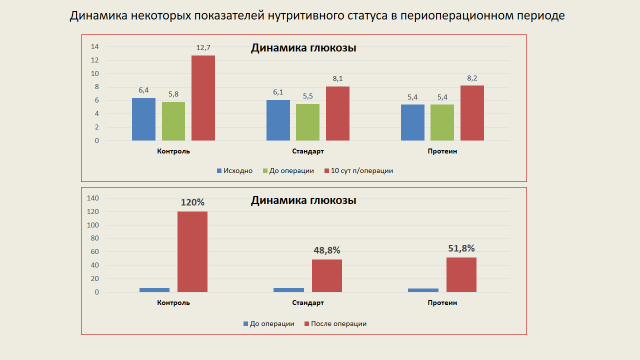 Динамика некоторых показателей нутритивного статуса в периоперационном периоде
Динамика глюкозы
14
12
10
8
6
4
2
0
6,4
5,8
12,7
6,1
5,5
8,1
5,4
5,4
8,2
Контроль
Стандарт
Протеин
Исходно
До операции
10 сут п/операции
Динамика глюкозы
140
120
100
80
60
40
20
0
120%
48,8%
51,8%
Контроль
Стандарт
Протеин
До операции
После операции